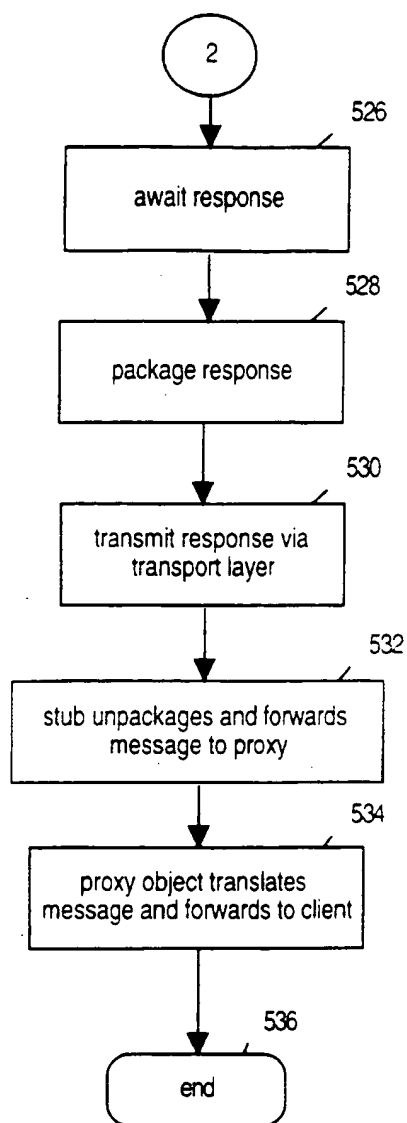 2
526
await response
528
package response
530
transmit response via
transport layer
532
stub unpackages and forwards
message to proxy
534
proxy object translates
message and forwards to client
536
end